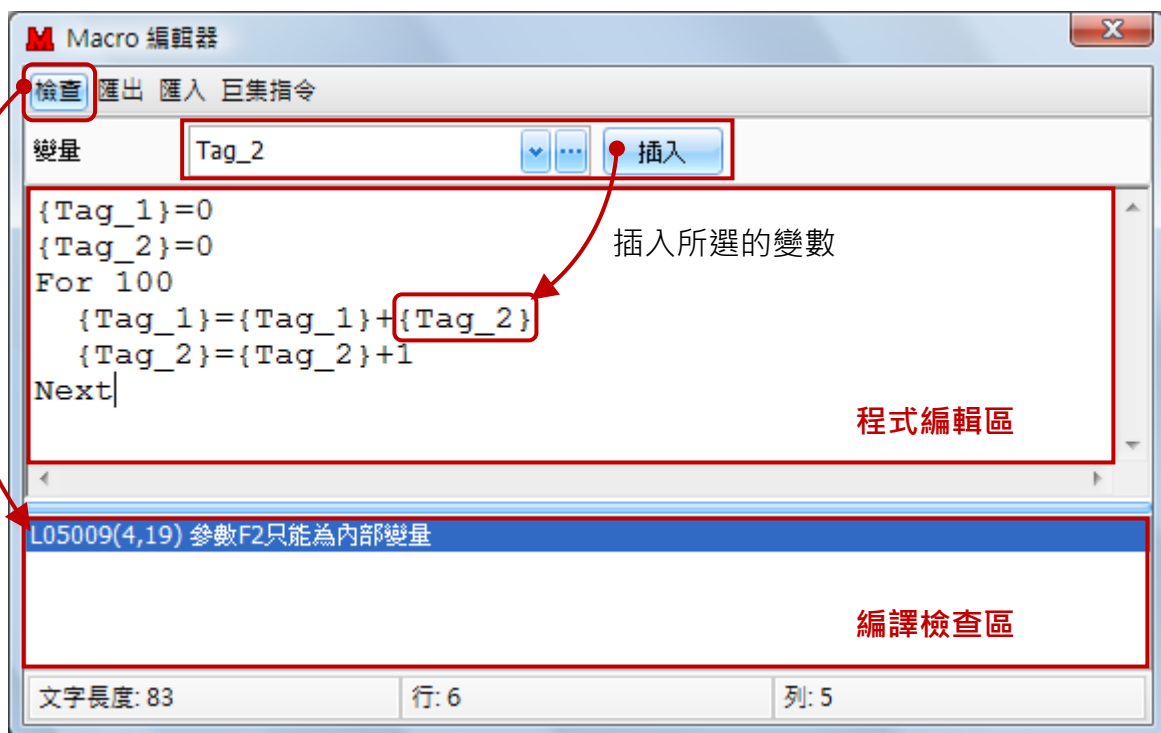 Macro 編輯器
檢查 匯出 匯入 巨集指令
變量 Tag_2 插入
{Tag_1}=0
{Tag_2}=0
插入所選的變數
For 100
{Tag_1}={Tag_1}+{Tag_2}
{Tag_2}={Tag_2}+1
Next
程式編輯區
L05009(4,19) 參數F2只能為內部變量
編譯檢查區
文字長度: 83 行: 6 列: 5